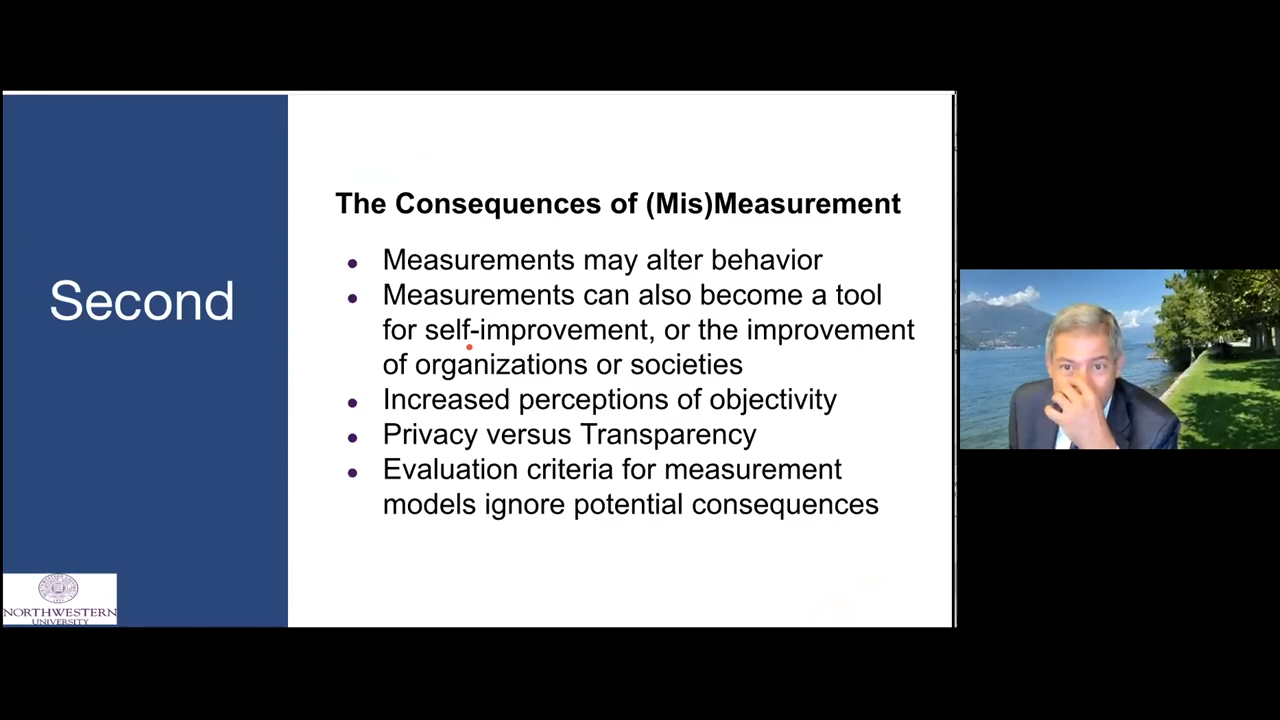 Second
The Consequences of (Mis)Measurement
Measurements may alter behavior
Measurements can also become a tool
for self-improvement, or the improvement
of organizations or societies
Increased perceptions of objectivity
Privacy versus Transparency
Evaluation criteria for measurement
models ignore potential consequences
NORTHWESTERN
UNIVERSITY